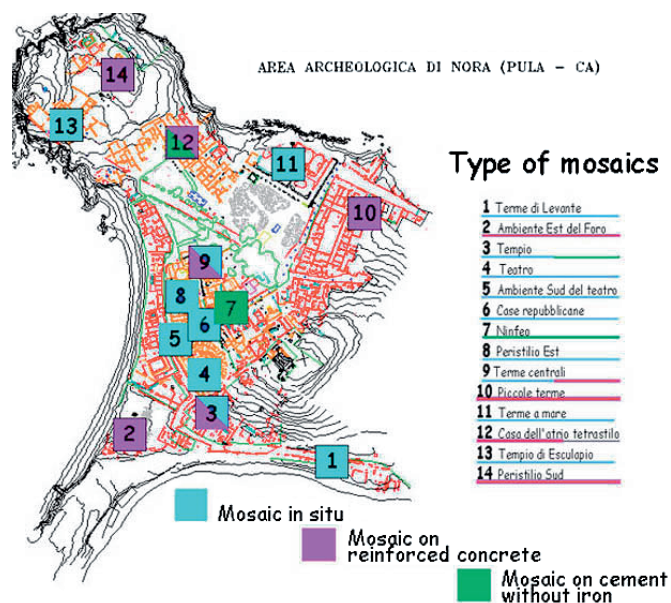 AREA ARCHEOLOGICA DI NORA (PULA - CA)
14
13
12
11
10
9
8
7
6
5
4
3
2
1
Type of mosaics
1 Terme di Levante
2 Ambiente Est del Foro
3 Tempio
4 Teatro
5 Ambiente Sud del teatro
6 Case repubblicane
7 Ninfeo
8 Peristilio Est
9 Terme centrali
10 Piccole terme
11 Terme a mare
12 Casa dell'atrio tetrastilo
13 Tempio di Esculapio
14 Peristilio Sud
Mosaic in situ
Mosaic on
reinforced concrete
Mosaic on cement
without iron